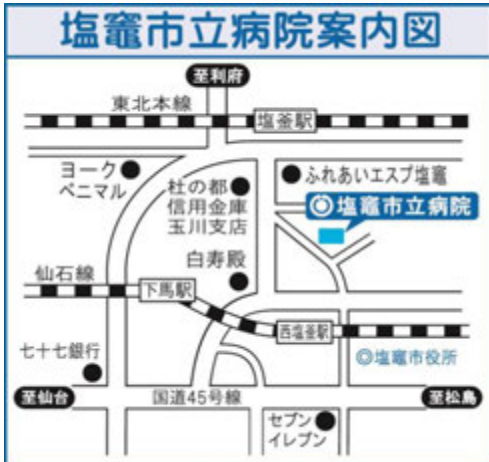 塩竈市立病院案内図
至利府
東北本線
塩釜駅
ヨーク
ベニマル
杜の都
信用金庫
玉川支店
ふれあいエスプ塩竈
塩竈市立病院
白寿殿
仙石線
下馬駅
西塩釜駅
七十七銀行
◎塩竈市役所
至仙台
国道45号線
至松島
セブン
イレブン